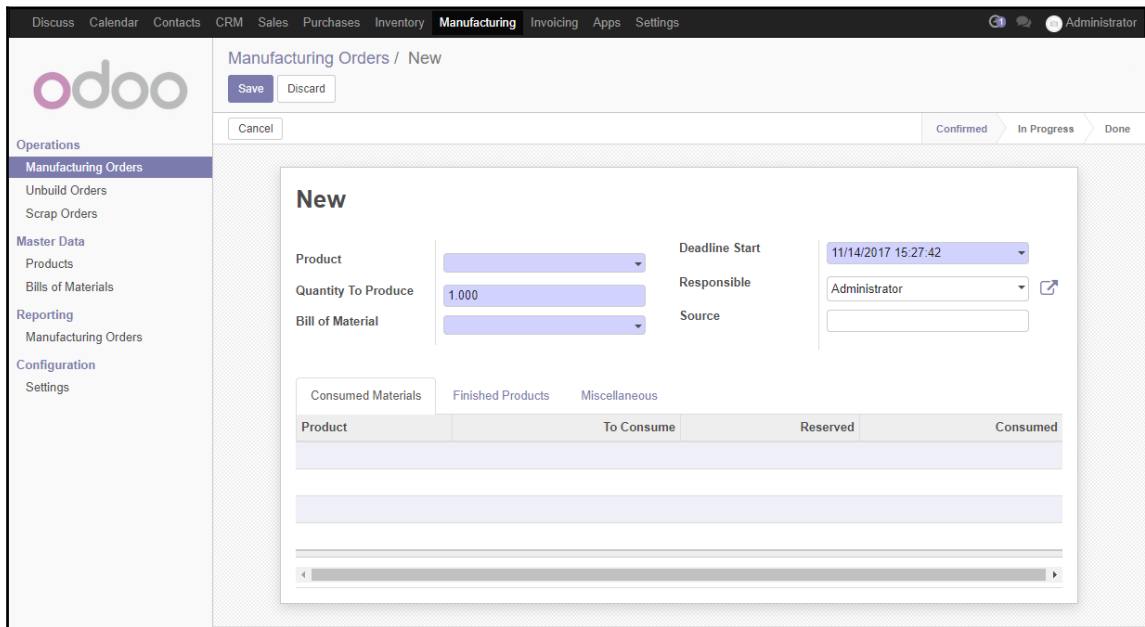 Discuss Calendar Contacts CRM Sales Purchases Inventory Manufacturing Invoicing Apps Settings 1 Administrator
odoo
Operations
Manufacturing Orders
Unbuild Orders
Scrap Orders
Master Data
Products
Bills of Materials
Reporting
Manufacturing Orders
Configuration
Settings
Manufacturing Orders / New
Save Discard
Cancel Confirmed In Progress Done
New
Product
Quantity To Produce 1.000
Bill of Material
Deadline Start 11/14/2017 15:27:42
Responsible Administrator
Source
Consumed Materials Finished Products Miscellaneous
Product To Consume Reserved Consumed